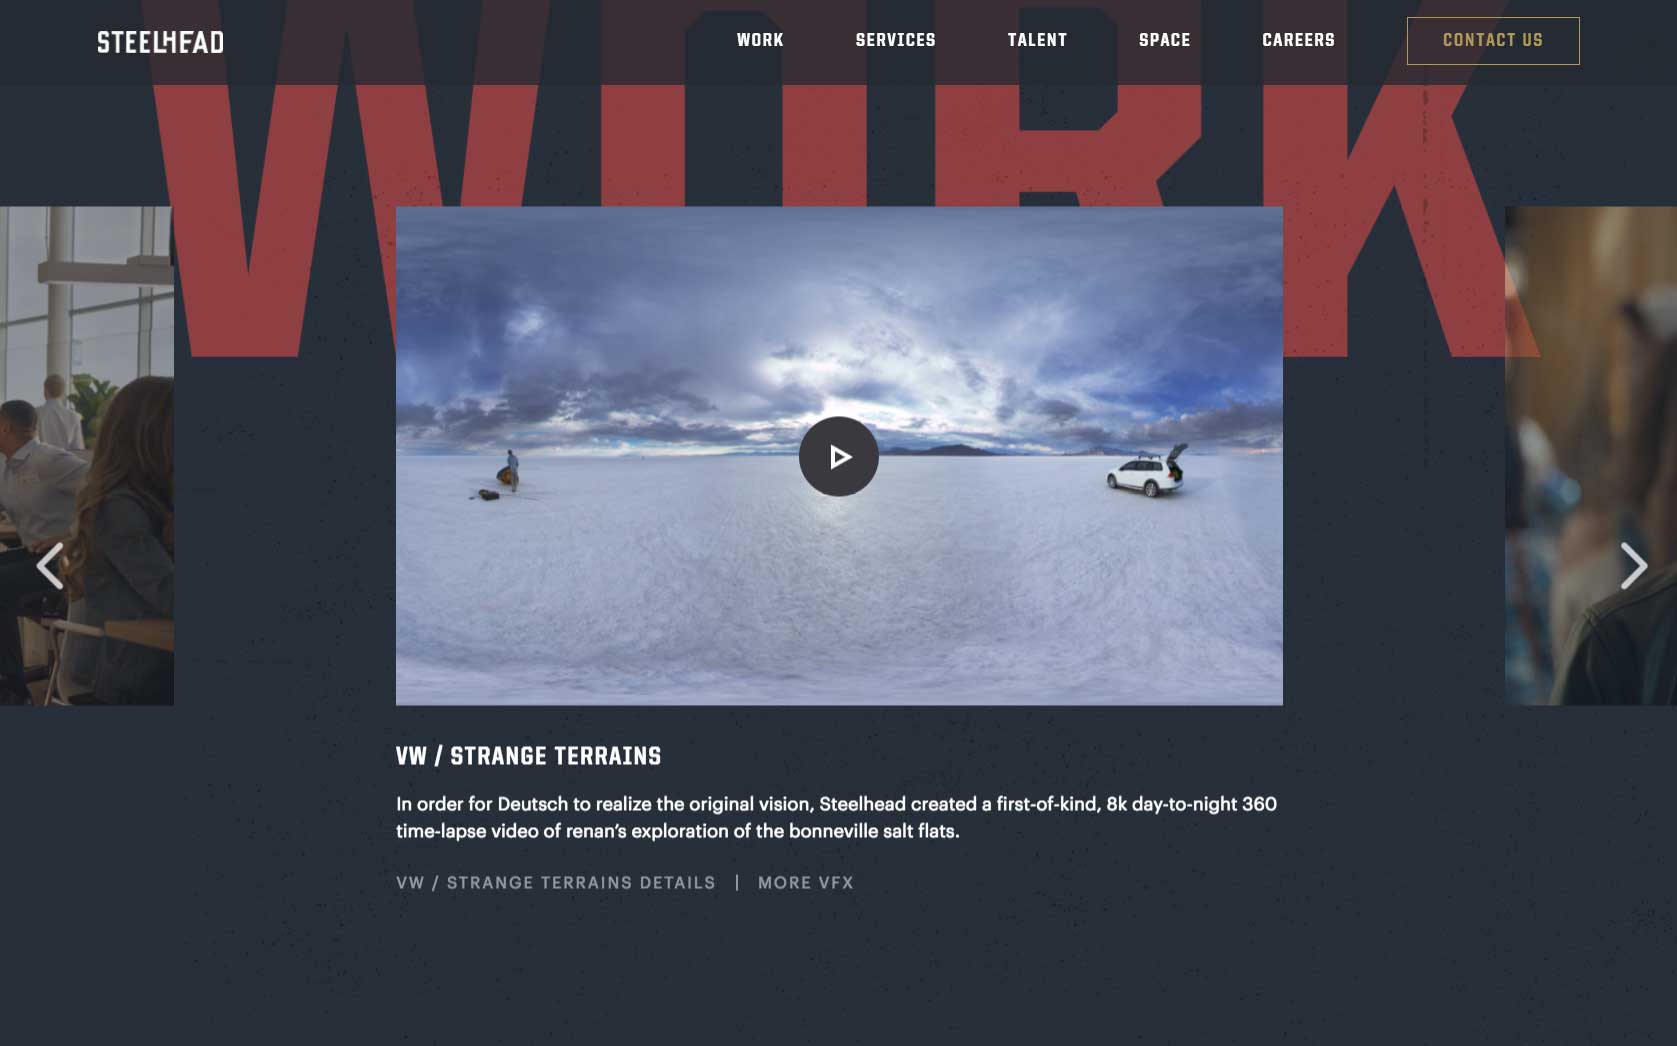 STEELHEAD
WORK
SERVICES
TALENT
SPACE
CAREERS
CONTACT US
WORK
VW / STRANGE TERRAINS
In order for Deutsch to realize the original vision, Steelhead created a first-of-kind, 8k day-to-night 360
time-lapse video of renan’s exploration of the bonneville salt flats.
VW / STRANGE TERRAINS DETAILS | MORE VFX